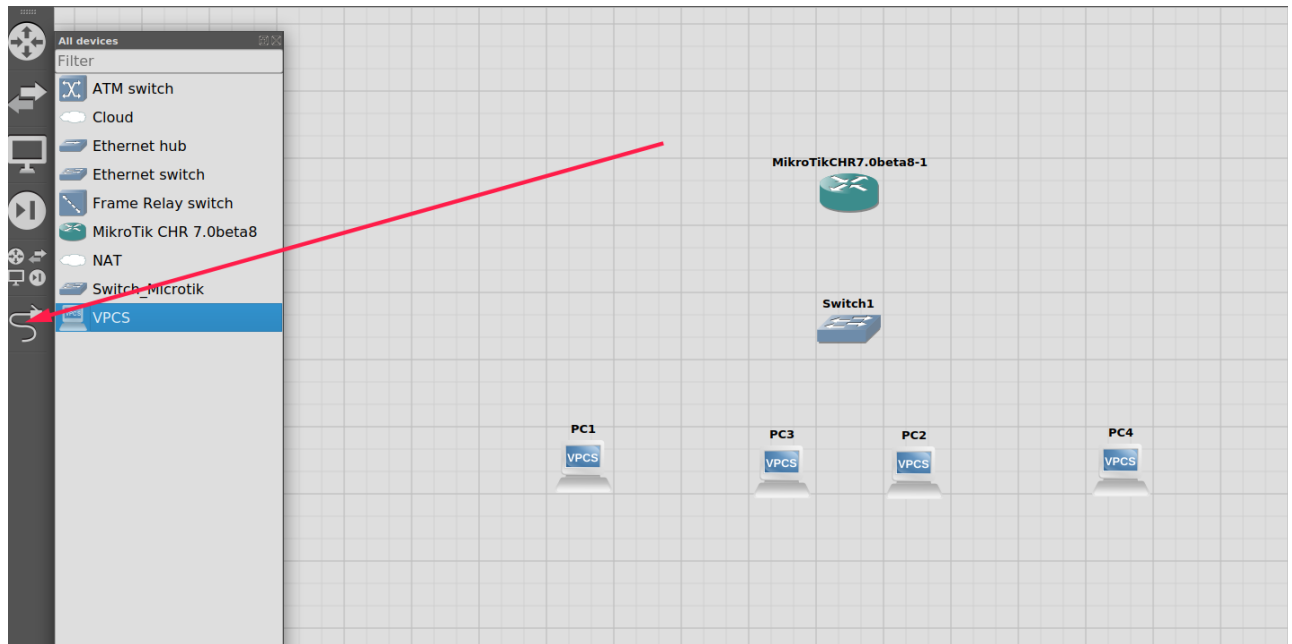 All devices
Filter
ATM switch
Cloud
Ethernet hub
Ethernet switch
Frame Relay switch
MikroTik CHR 7.0beta8
NAT
Switch_Microtik
VPCS
VPCS
MikroTikCHR7.0beta8-1
Switch1
PC1
VPCS
PC3
VPCS
PC2
VPCS
PC4
VPCS